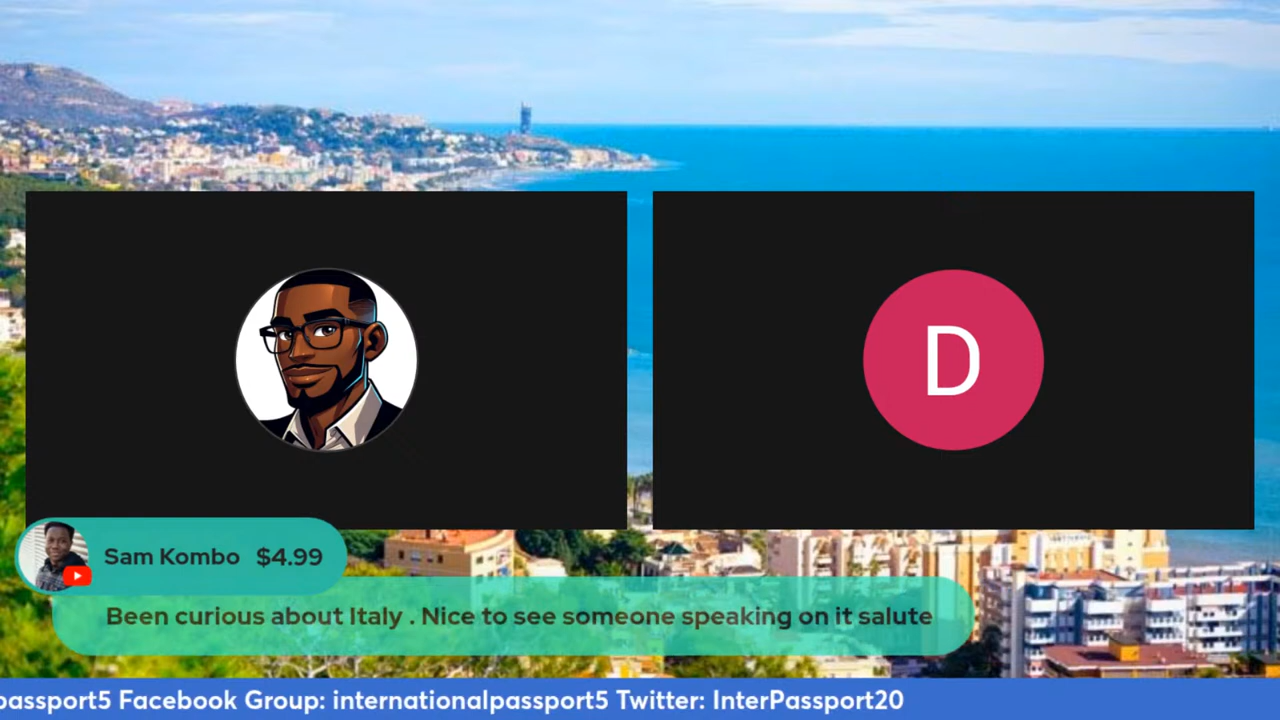 D
Sam Kombo $4.99
Been curious about Italy . Nice to see someone speaking on it salute
passport5 Facebook Group: internationalpassport5 Twitter: InterPassport20